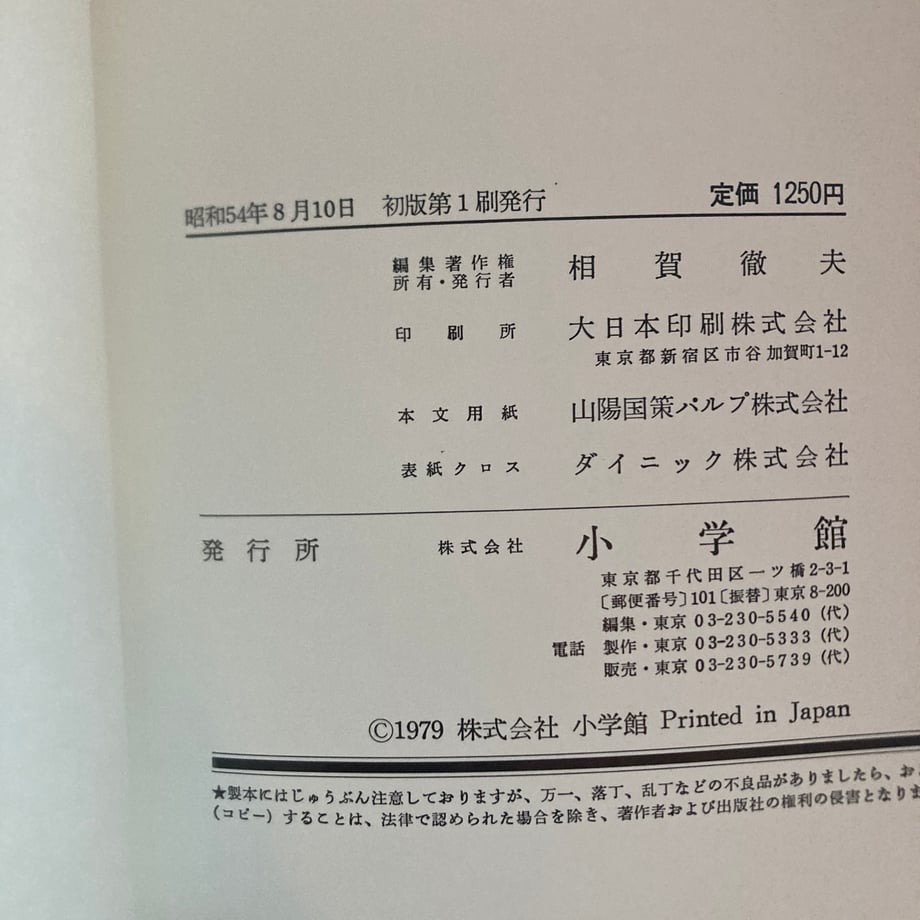 昭和54年8月10日 初版第1刷発行 定価 1250円
編集著作権
所有・発行者 相賀徹夫
印刷所 大日本印刷株式会社
東京都新宿区市谷加賀町1-12
本文用紙 山陽国策パルプ株式会社
表紙クロス ダイニック株式会社
発行所 株式会社 小学館
東京都千代田区一ツ橋2-3-1
〔郵便番号〕101〔振替〕東京8-200
編集・東京 03-230-5540（代）
電話 製作・東京 03-230-5333（代）
販売・東京 03-230-5739（代）
©1979 株式会社 小学館 Printed in Japan
★製本にはじゅうぶん注意しておりますが、万一、落丁、乱丁などの不良品がありましたら、お
（コピー）することは、法律で認められた場合を除き、著作者および出版社の権利の侵害となりま